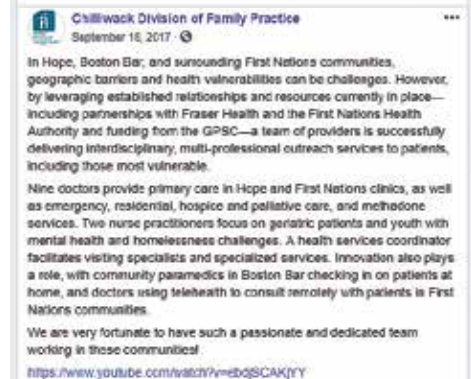 Chilliwack Division of Family Practice
September 18, 2017
In Hope, Boston Bar, and surrounding First Nations communities,
geographic barriers and health vulnerabilities can be challenges. However,
by leveraging established relationships and resources currently in place—
including partnerships with Fraser Health and the First Nations Health
Authority and funding from the GPSC—a team of providers is successfully
delivering interdisciplinary, multi-professional outreach services to patients,
including those most vulnerable.
Nine doctors provide primary care in Hope and First Nations clinics, as well
as emergency, residential, hospice and palliative care, and methadone
services. Two nurse practitioners focus on geriatric patients and youth with
mental health and homelessness challenges. A health services coordinator
facilitates visiting specialists and specialized services. Innovation also plays
a role, with community paramedics in Boston Bar checking in on patients at
home, and doctors using telehealth to consult remotely with patients in First
Nations communities.
We are very fortunate to have such a passionate and dedicated team
working in these communities!